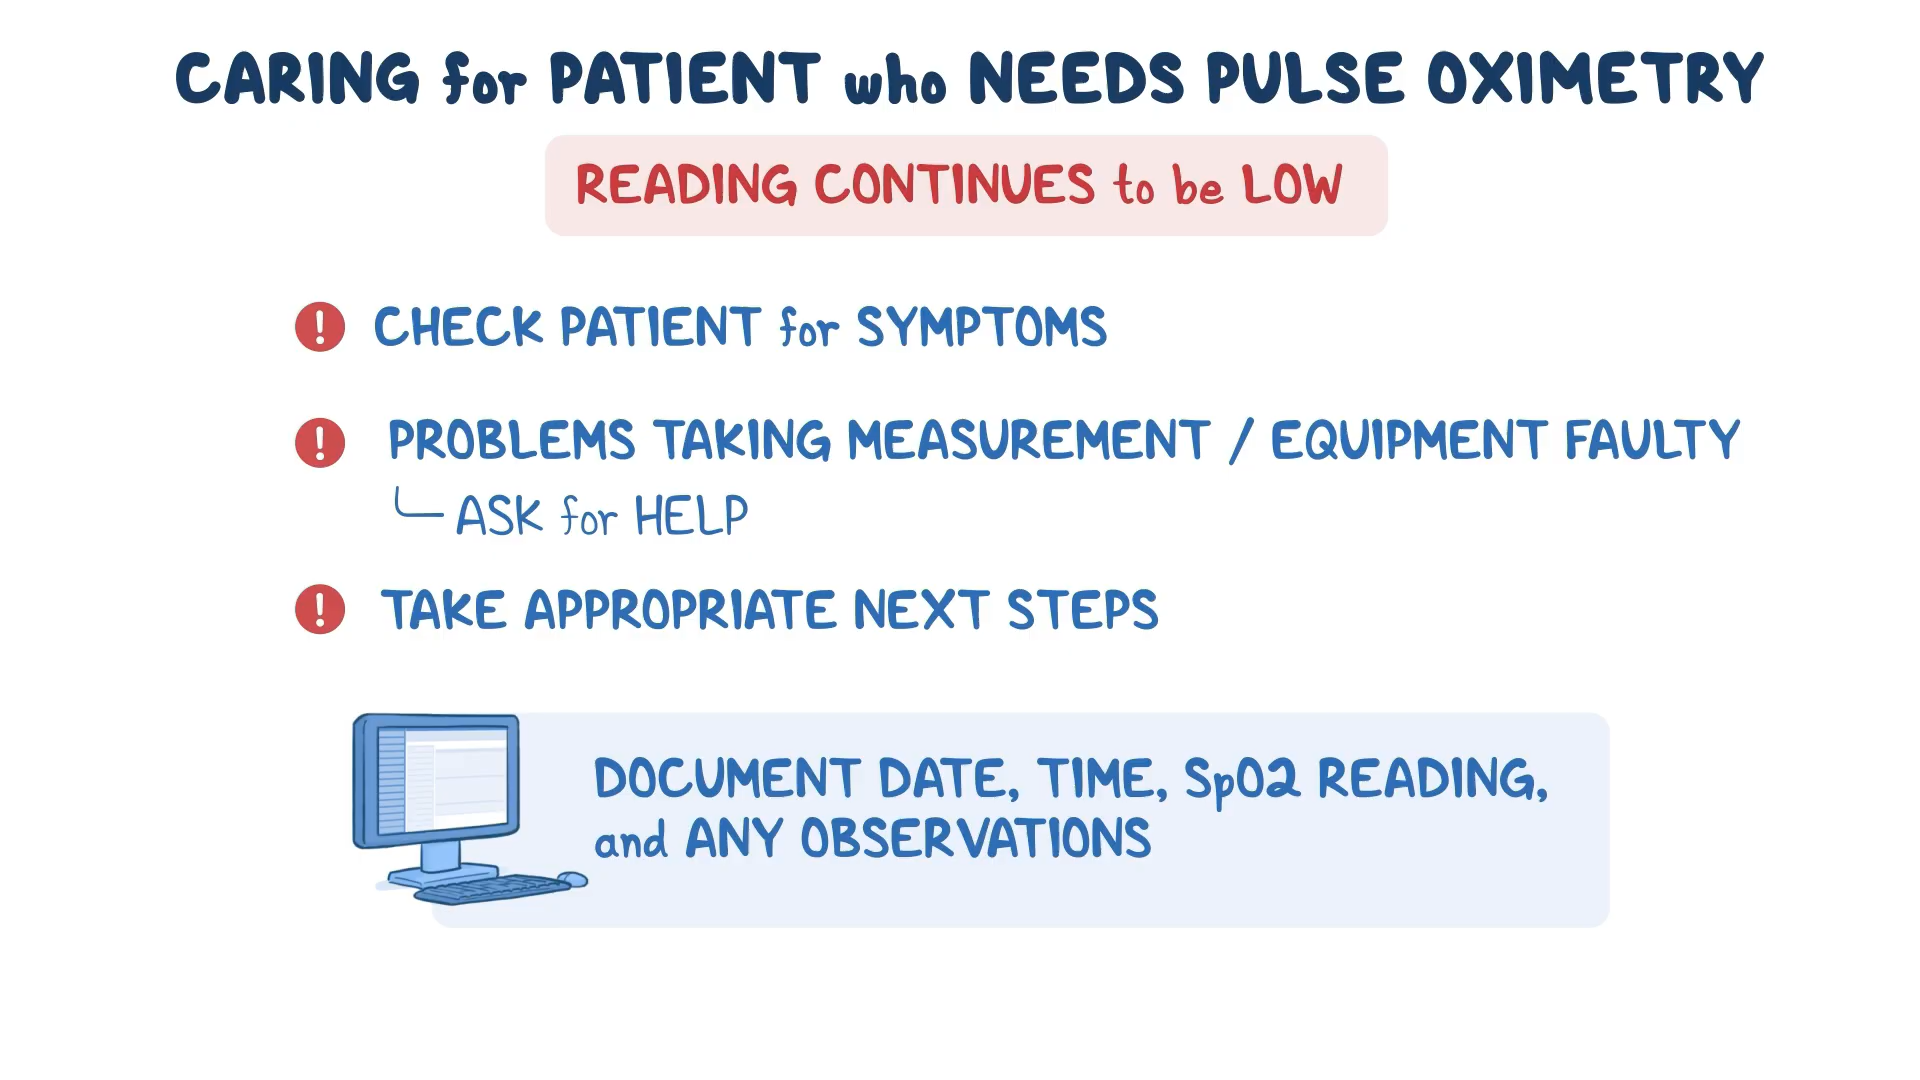 CARING for PATIENT who NEEDS PULSE OXIMETRY
READING CONTINUES to be LOW
! CHECK PATIENT for SYMPTOMS
! PROBLEMS TAKING MEASUREMENT / EQUIPMENT FAULTY
ASK for HELP
! TAKE APPROPRIATE NEXT STEPS
DOCUMENT DATE, TIME, SpO2 READING,
and ANY OBSERVATIONS